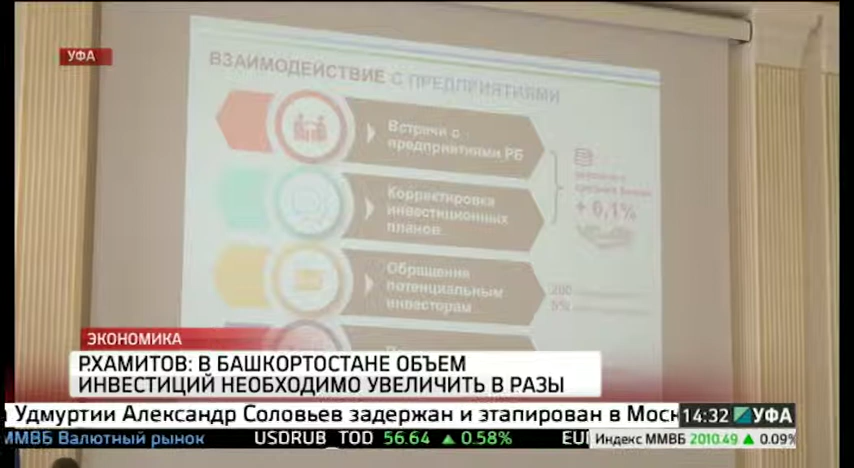 УФА
ВЗАИМОДЕЙСТВИЕ С ПРЕДПРИЯТИЯМИ
Встречи с
предприятиями РБ
Корректировка
инвестиционных
планов
+ 0,1%
Обращения
потенциальным
инвесторам
ЭКОНОМИКА
Р.ХАМИТОВ: В БАШКОРТОСТАНЕ ОБЪЕМ
ИНВЕСТИЦИЙ НЕОБХОДИМО УВЕЛИЧИТЬ В РАЗЫ
а Удмуртии Александр Соловьев задержан и этапирован в Моск
14:32 УФА
ММВБ Валютный рынок USDRUB_TOD 56.64 ▲ 0.58% EU
Индекс ММВБ 2010.49 ▲ 0.09%